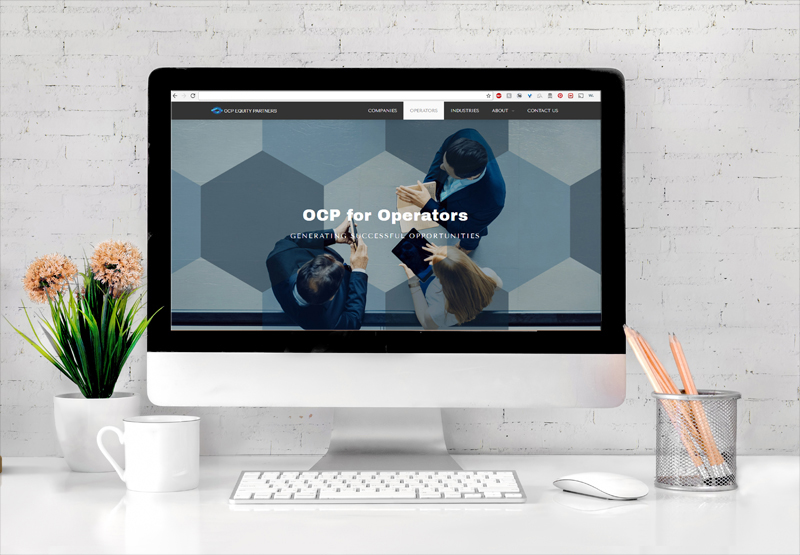 OCP EQUITY PARTNERS
COMPANIES OPERATORS INDUSTRIES ABOUT CONTACT US
OCP for Operators
GENERATING SUCCESSFUL OPPORTUNITIES